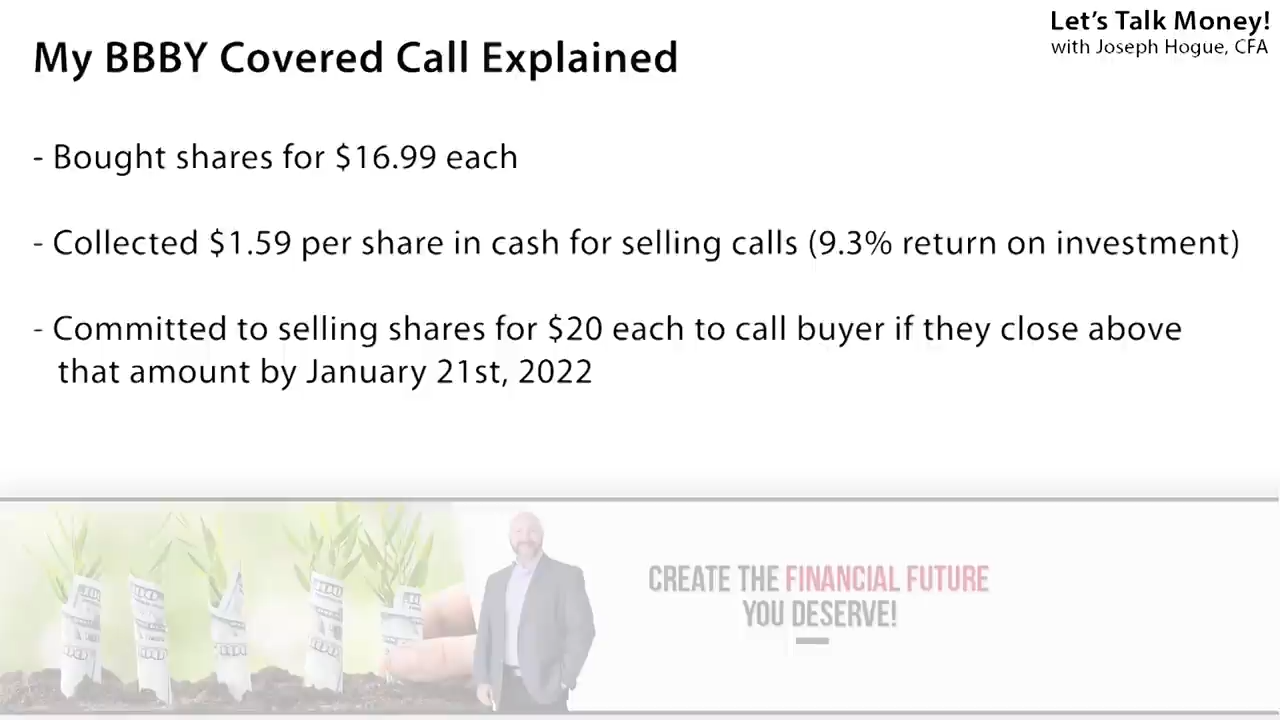 Let's Talk Money!
with Joseph Hogue, CFA
My BBBY Covered Call Explained
- Bought shares for $16.99 each
- Collected $1.59 per share in cash for selling calls (9.3% return on investment)
- Committed to selling shares for $20 each to call buyer if they close above
that amount by January 21st, 2022
CREATE THE FINANCIAL FUTURE
YOU DESERVE!